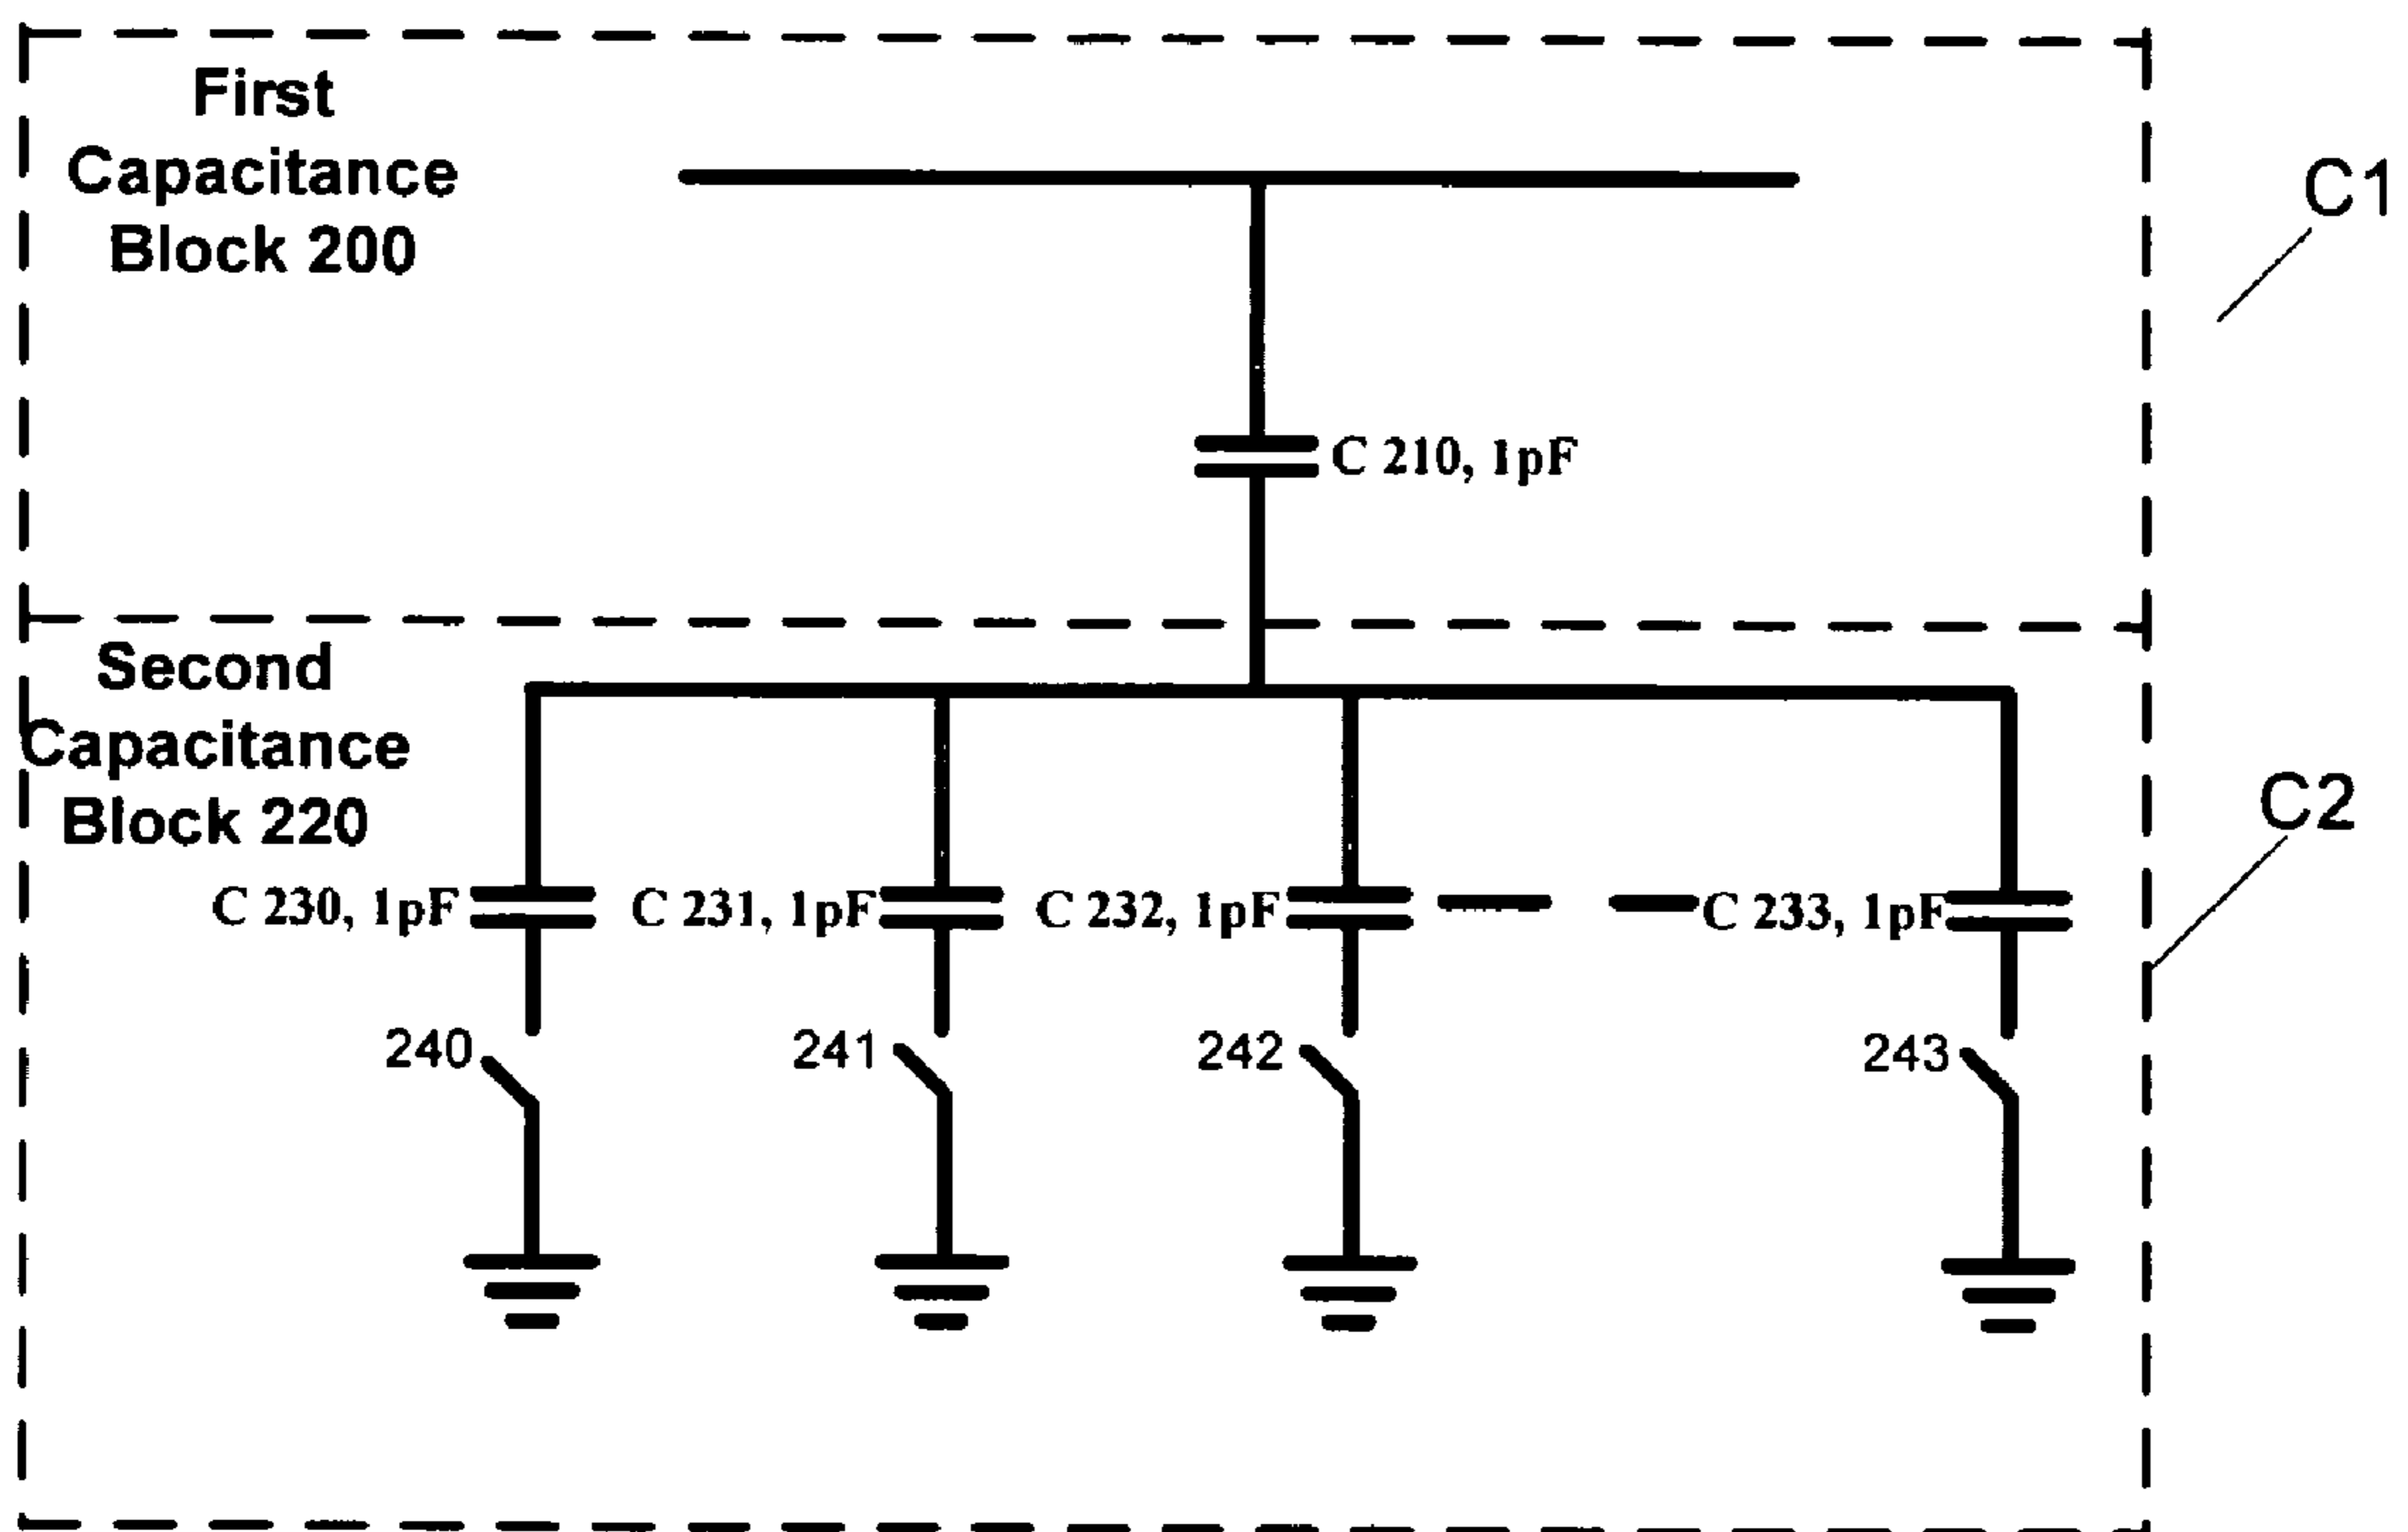 First
Capacitance
Block 200
C1
C 210, 1pF
Second
Capacitance
Block 220
C2
C 230, 1pF
C 231, 1pF
C 232, 1pF
C 233, 1pF
240
241
242
243